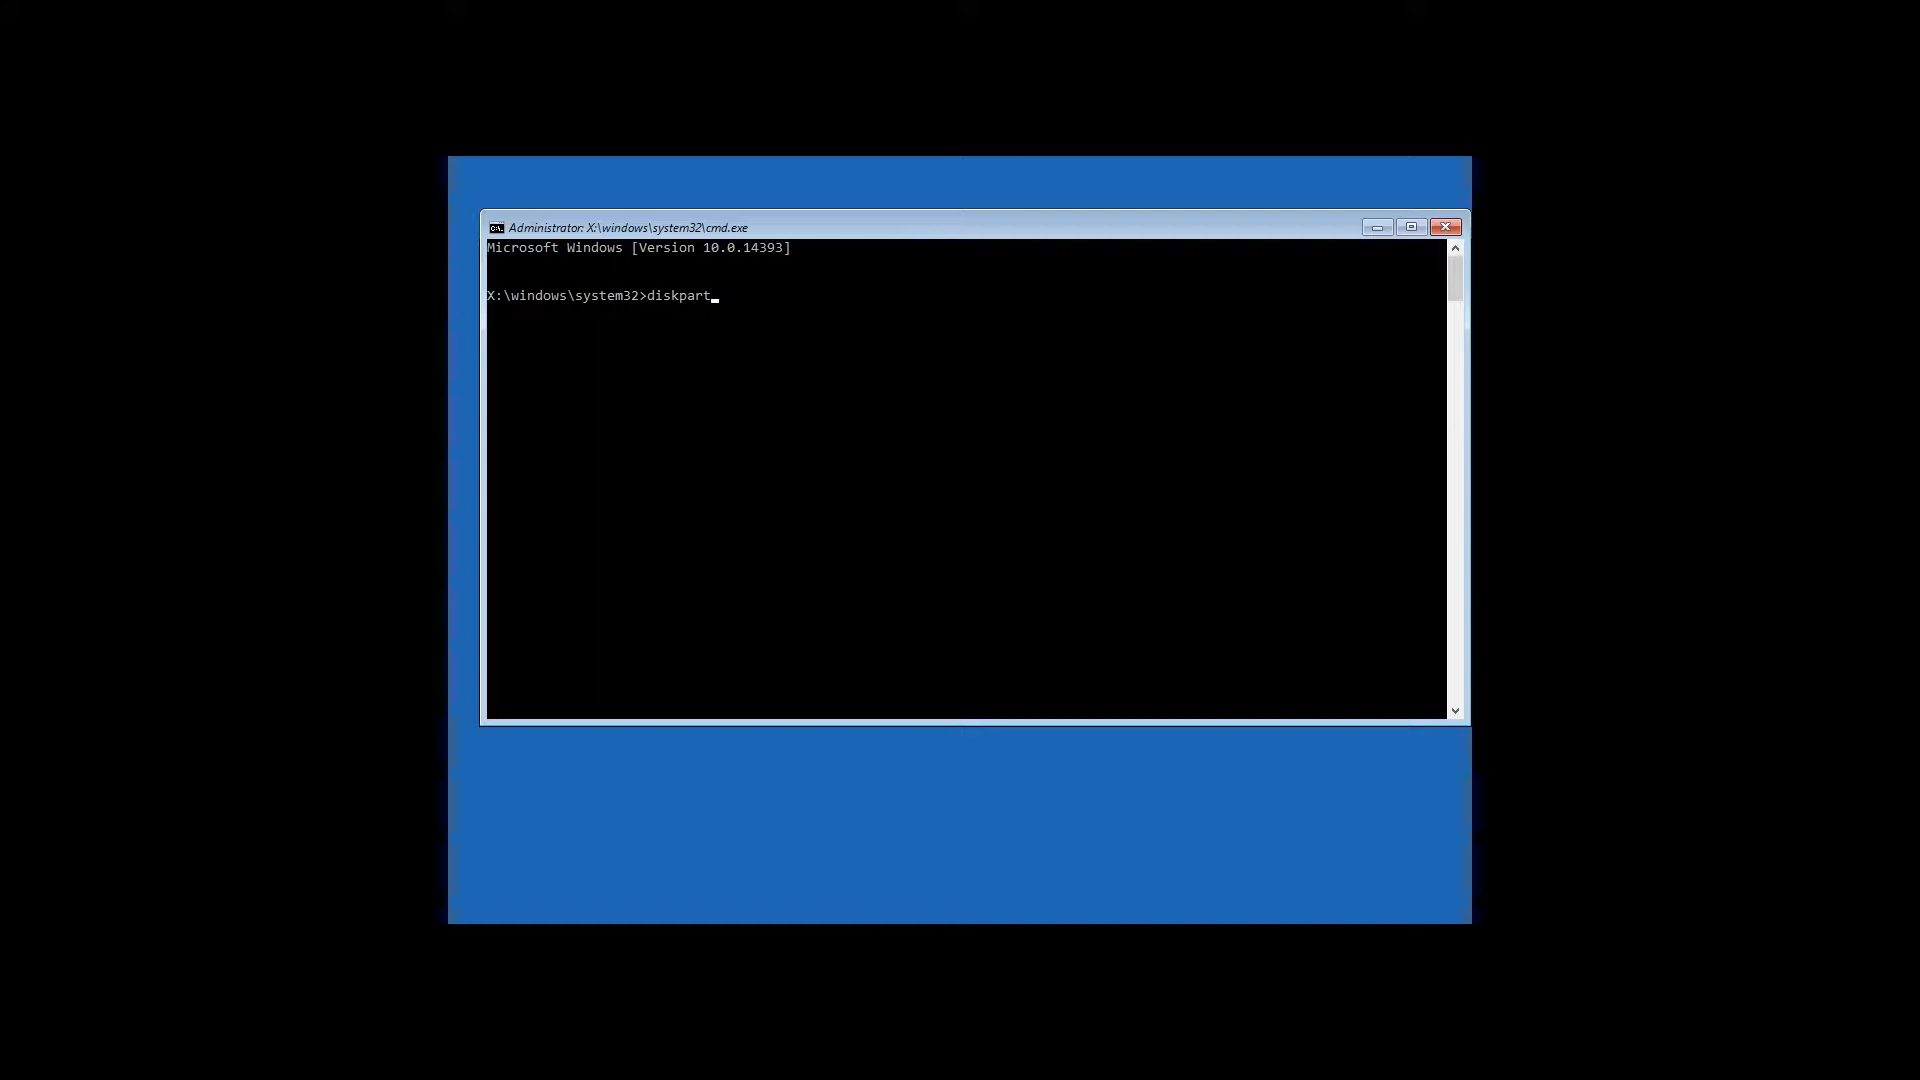 Administrator: X:\windows\system32\cmd.exe
Microsoft Windows [Version 10.0.14393]
X:\windows\system32>diskpart